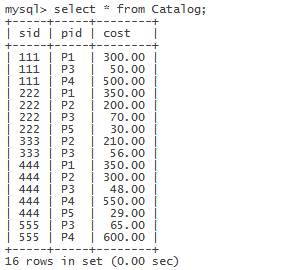 mysql> select * from Catalog;
+-----+-----+--------+
| sid | pid | cost   |
+-----+-----+--------+
| 111 | P1  | 300.00 |
| 111 | P3  |  50.00 |
| 111 | P4  | 500.00 |
| 222 | P1  | 350.00 |
| 222 | P2  | 200.00 |
| 222 | P3  |  70.00 |
| 222 | P5  |  30.00 |
| 333 | P2  | 210.00 |
| 333 | P3  |  56.00 |
| 444 | P1  | 350.00 |
| 444 | P2  | 300.00 |
| 444 | P3  |  48.00 |
| 444 | P4  | 550.00 |
| 444 | P5  |  29.00 |
| 555 | P3  |  65.00 |
| 555 | P4  | 600.00 |
+-----+-----+--------+
16 rows in set (0.00 sec)